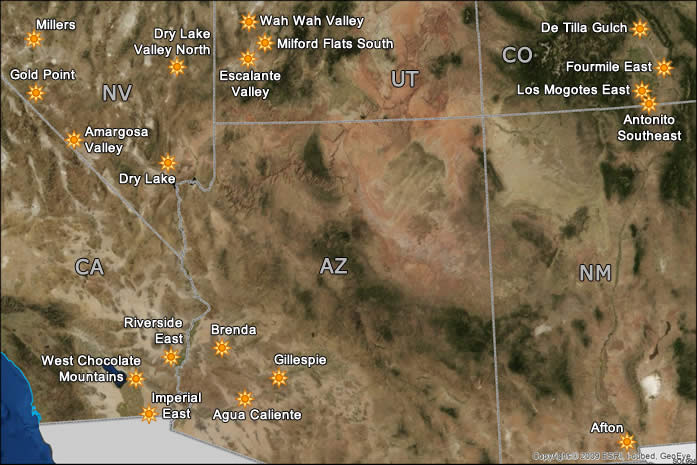 Millers
Dry Lake
Valley North
Wah Wah Valley
Milford Flats South
De Tilla Gulch
CO
Gold Point
NV
Escalante
Valley
UT
Fourmile East
Los Mogotes East
Amargosa
Valley
Antonito
Southeast
Dry Lake
CA
AZ
NM
Riverside
East
Brenda
West Chocolate
Mountains
Gillespie
Imperial
East
Agua Caliente
Afton
Copyright © 2009 ESRI, GeoEye,